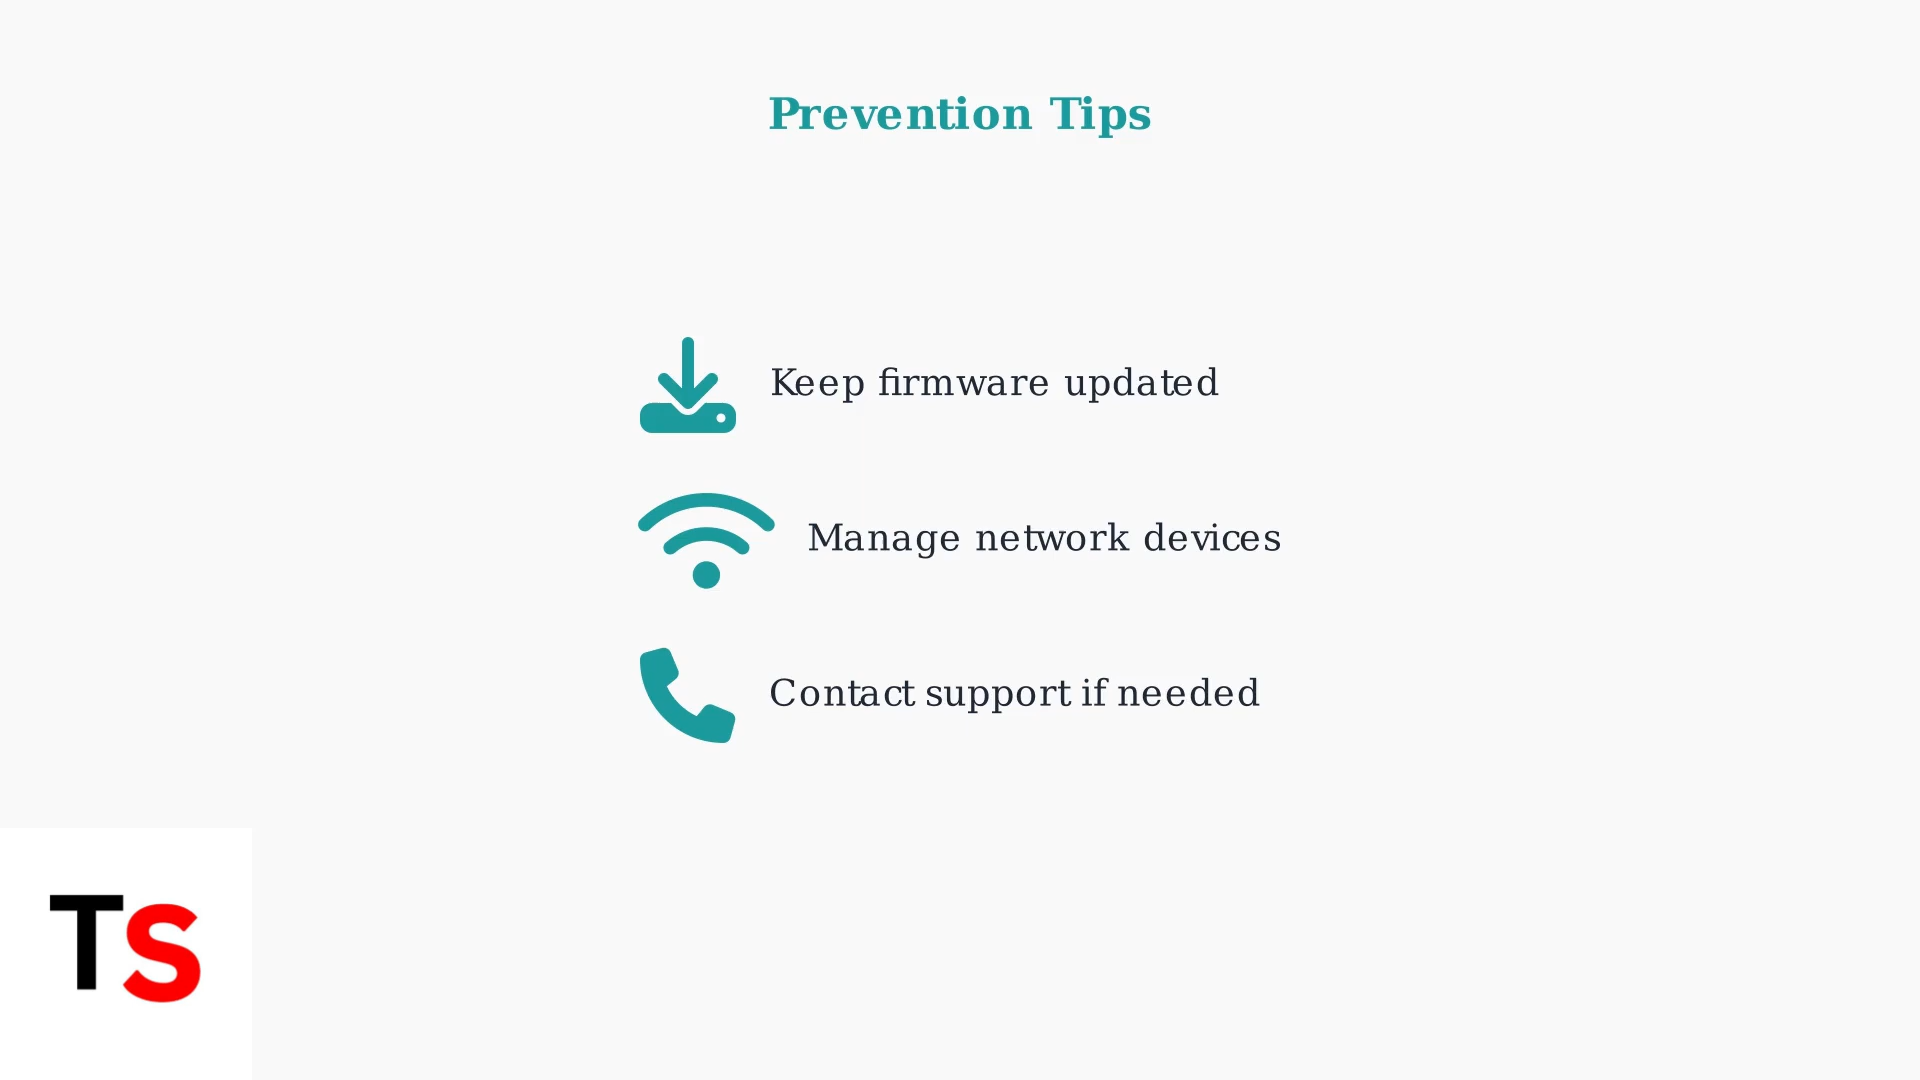 Prevention Tips
Keep firmware updated
Manage network devices
Contact support if needed
TS